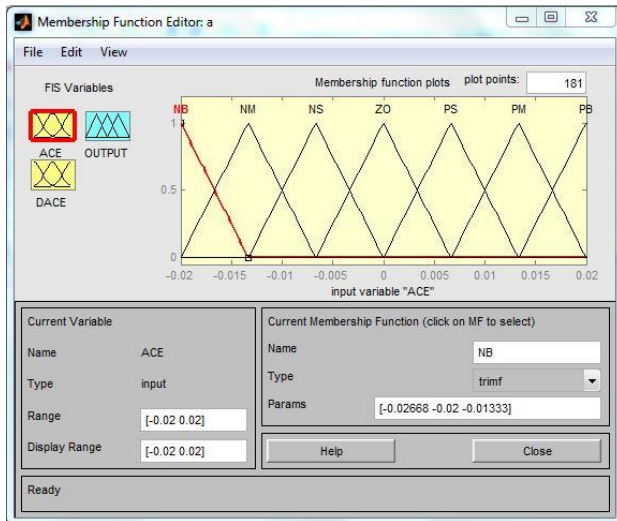 Membership Function Editor: a
File Edit View
FIS Variables
ACE
OUTPUT
DACE
Membership function plots
plot points:
181
NB NM NS ZO PS PM PB
1
0.5
0
-0.02 -0.015 -0.01 -0.005 0 0.005 0.01 0.015 0.02
input variable "ACE"
Current Variable
Name ACE
Type input
Range [-0.02 0.02]
Display Range [-0.02 0.02]
Current Membership Function (click on MF to select)
Name NB
Type trimf
Params [-0.02668 -0.02 -0.01333]
Help Close
Ready